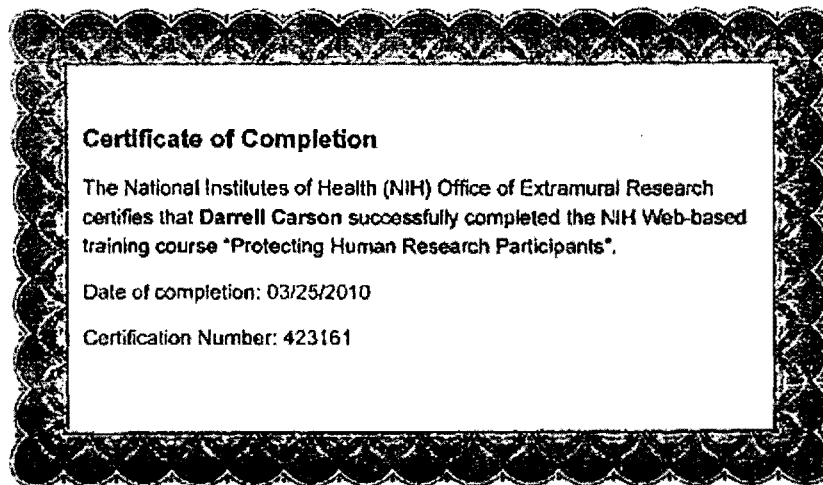 Certificate of Completion
The National Institutes of Health (NIH) Office of Extramural Research
certifies that Darrell Carson successfully completed the NIH Web-based
training course "Protecting Human Research Participants".
Date of completion: 03/25/2010
Certification Number: 423161